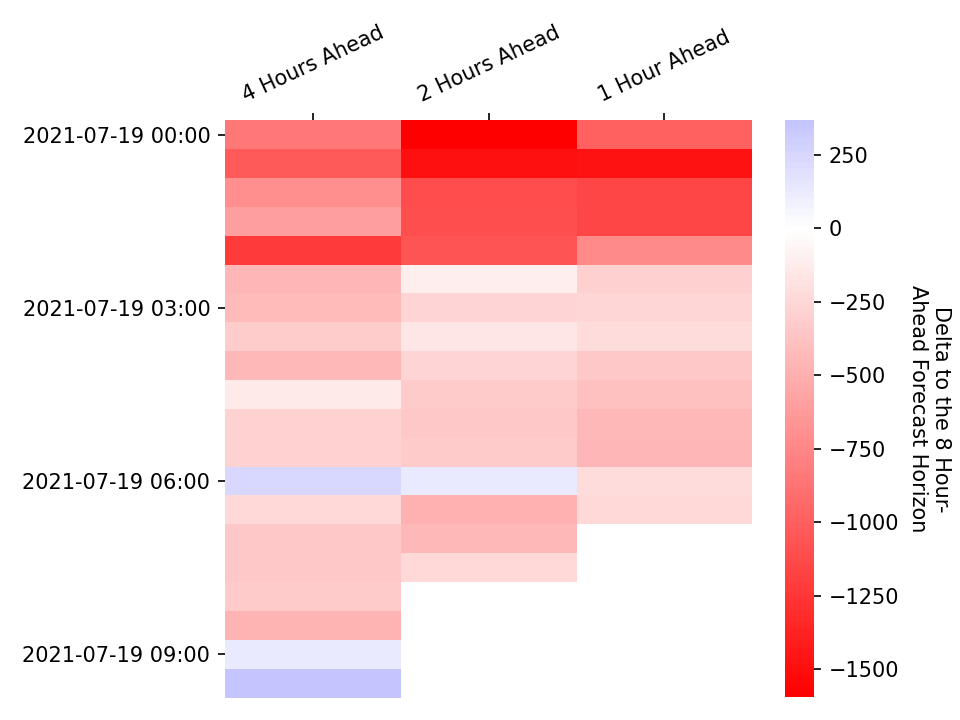 4 Hours Ahead
2 Hours Ahead
1 Hour Ahead
2021-07-19 00:00
2021-07-19 03:00
2021-07-19 06:00
2021-07-19 09:00
250
0
−250
−500
−750
−1000
−1250
−1500
Delta to the 8 Hour-
Ahead Forecast Horizon